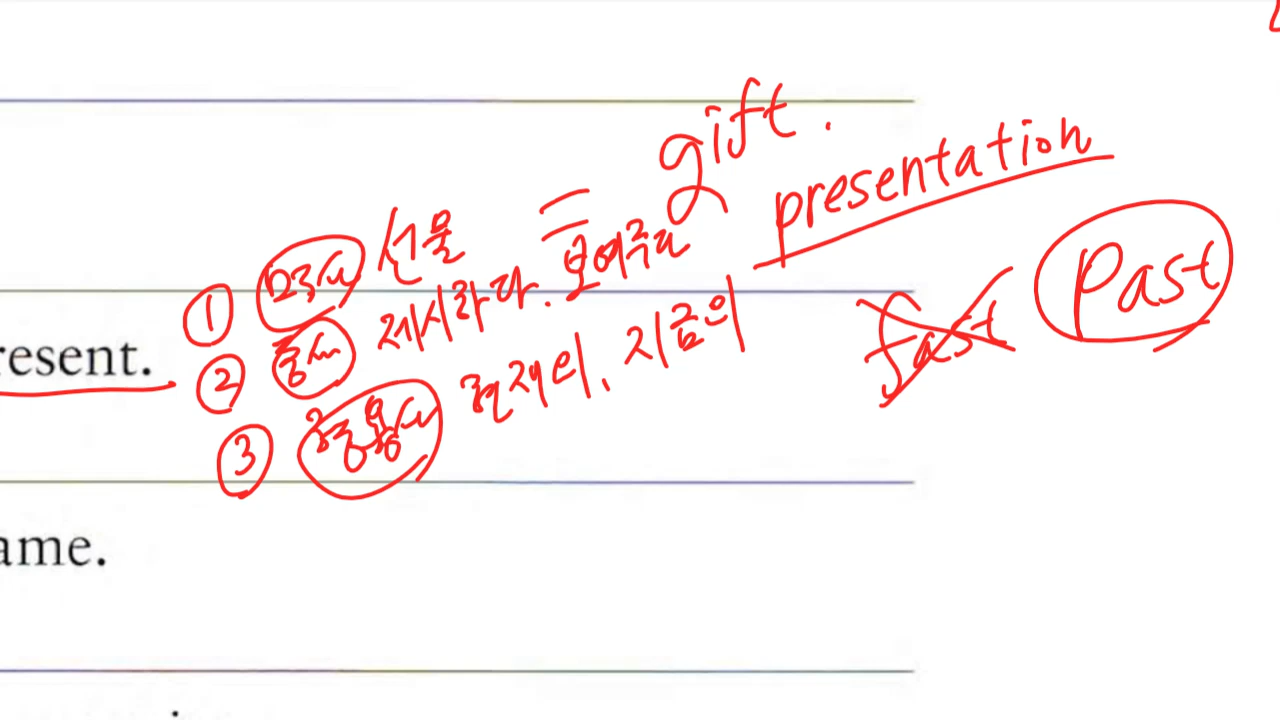 gift.
presentation
① 명사 선물 =
② 동사 제시하다. 보여주다
③ 형용사 현재의, 지금의
fast Past
resent.
ame.